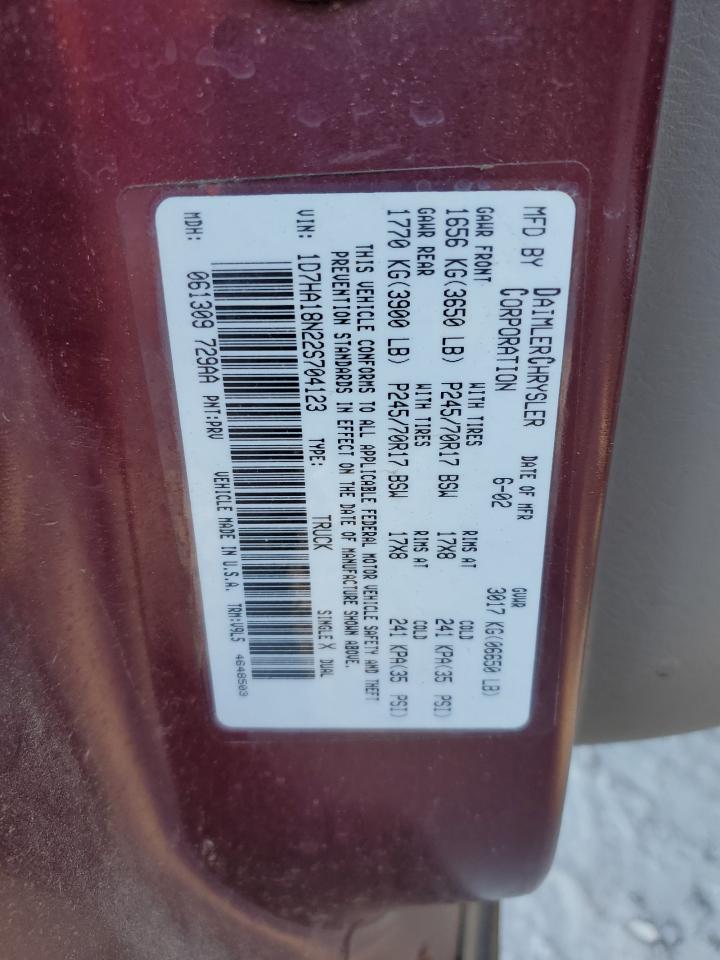 MFD BY DAIMLERCHRYSLER CORPORATION
DATE OF MFR 6-02
GVWR 3017 KG(06650 LB)
GAWR FRONT WITH TIRES RIMS AT COLD
1656 KG(3650 LB) P245/70R17 BSW 17X8 241 KPA(35 PSI)
GAWR REAR WITH TIRES RIMS AT COLD
1770 KG(3900 LB) P245/70R17 BSW 17X8 241 KPA(35 PSI)
THIS VEHICLE CONFORMS TO ALL APPLICABLE FEDERAL MOTOR VEHICLE SAFETY AND THEFT
PREVENTION STANDARDS IN EFFECT ON THE DATE OF MANUFACTURE SHOWN ABOVE.
VIN: 1D7HA18N22S704123 TYPE: TRUCK SINGLE X DUAL
MDH: 061309 729AA PNT:PRV VEHICLE MADE IN U.S.A. TRM:V9L5 4648503